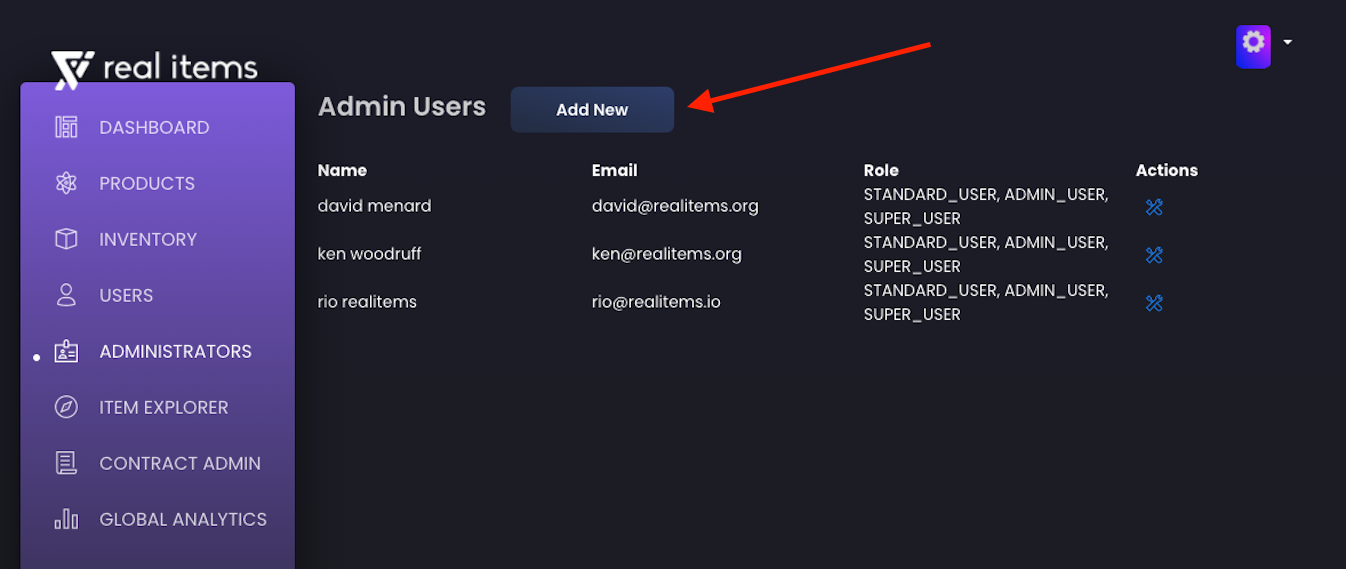 real items
DASHBOARD
PRODUCTS
INVENTORY
USERS
ADMINISTRATORS
ITEM EXPLORER
CONTRACT ADMIN
GLOBAL ANALYTICS
Admin Users Add New
Name Email Role Actions
david menard david@realitems.org STANDARD_USER, ADMIN_USER,
SUPER_USER
ken woodruff ken@realitems.org STANDARD_USER, ADMIN_USER,
SUPER_USER
rio realitems rio@realitems.io STANDARD_USER, ADMIN_USER,
SUPER_USER